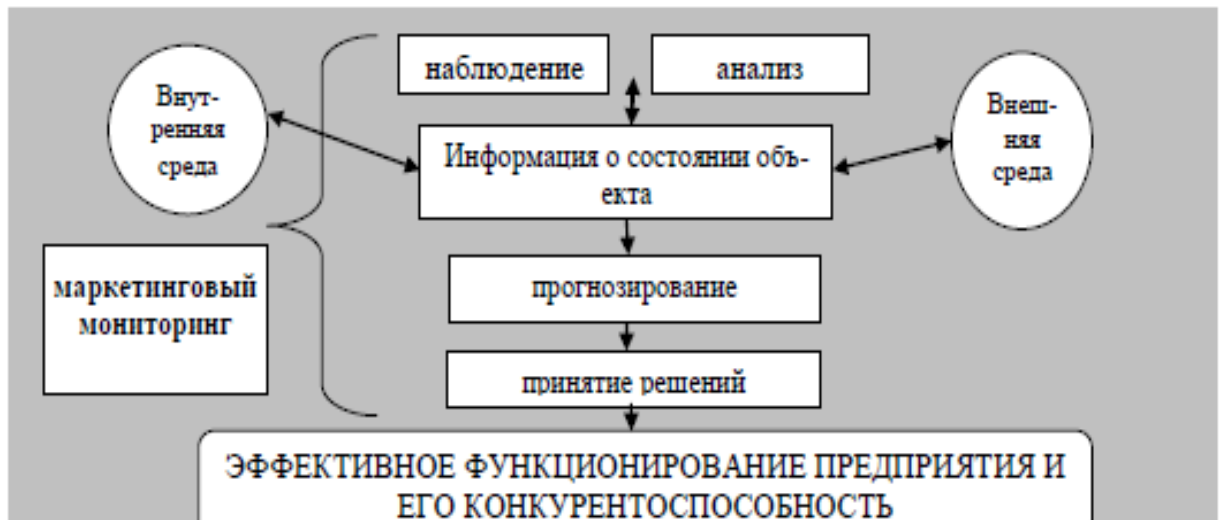 наблюдение
анализ
Внут-
ренняя
среда
Внеш-
няя
среда
Информация о состоянии объ-
екта
маркетинговый
мониторинг
прогнозирование
принятие решений
ЭФФЕКТИВНОЕ ФУНКЦИОНИРОВАНИЕ ПРЕДПРИЯТИЯ И
ЕГО КОНКУРЕНТОСПОСОБНОСТЬ